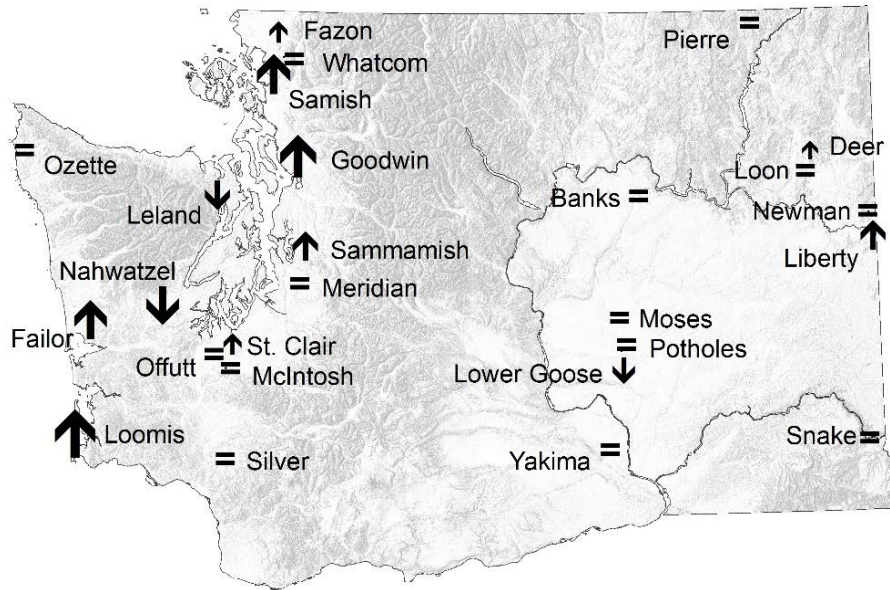 Fazon
Pierre
Whatcom
Samish
Ozette
Goodwin
Deer
Loon
Leland
Banks
Newman
Sammamish
Liberty
Nahwatzel
Meridian
Moses
Failor
St. Clair
Potholes
Offutt
McIntosh
Lower Goose
Loomis
Snake
Silver
Yakima